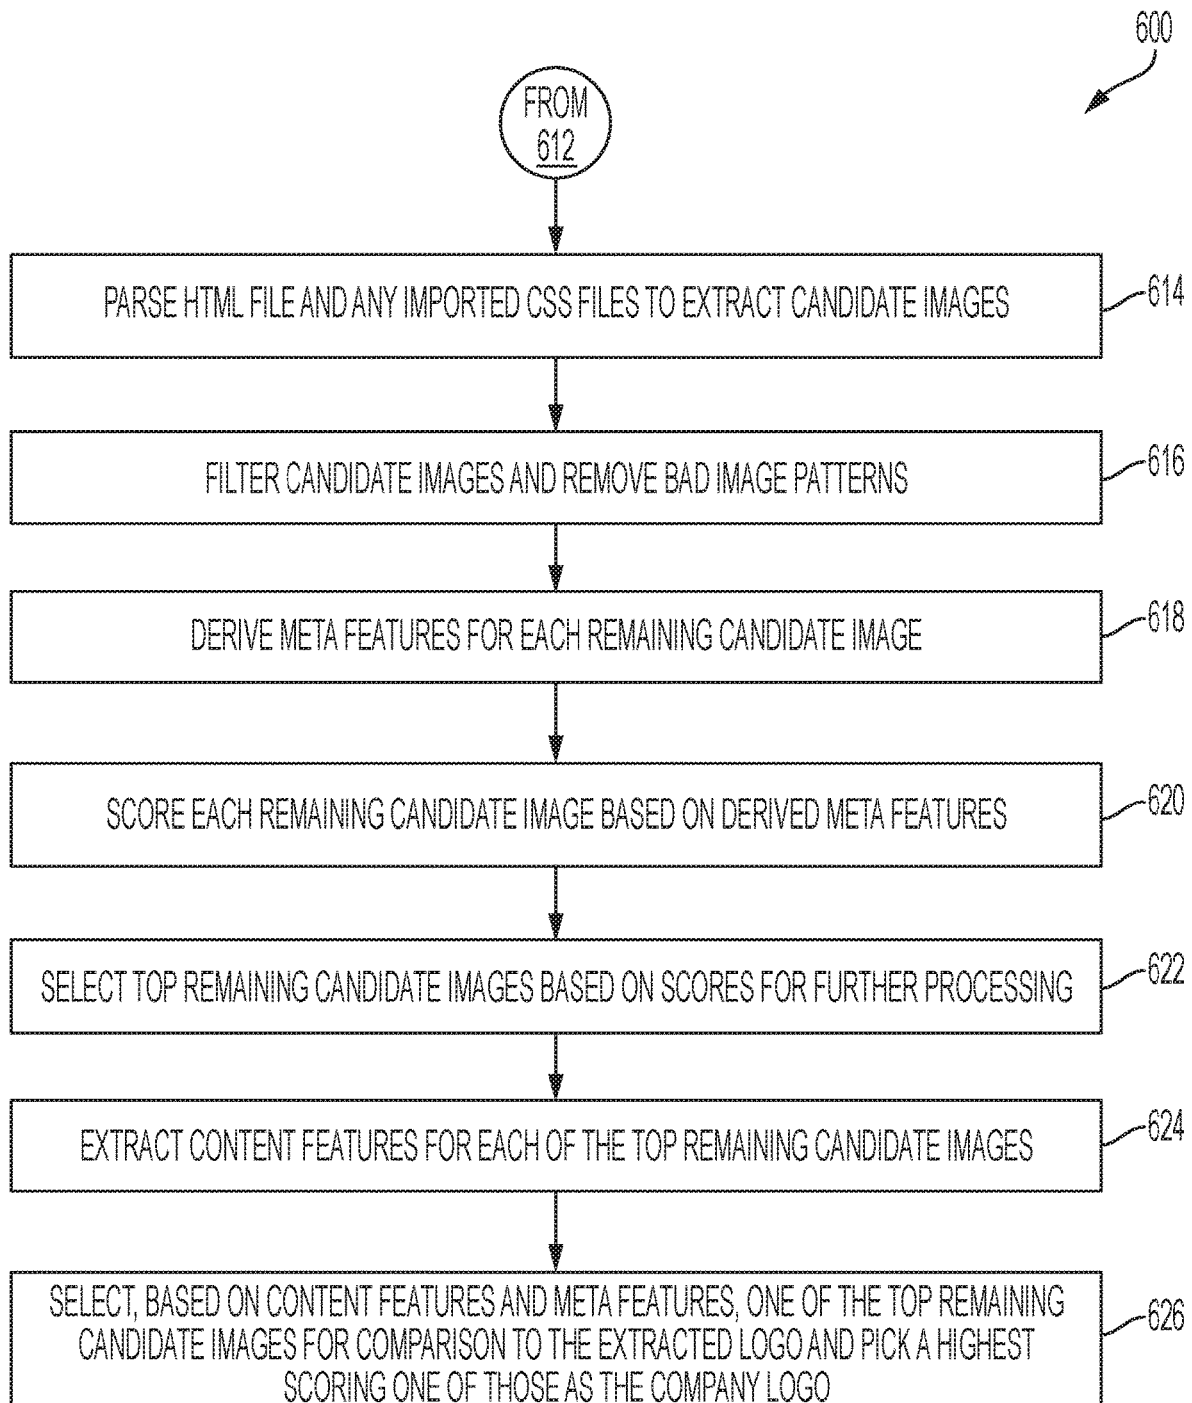 600
FROM
612
PARSE HTML FILE AND ANY IMPORTED CSS FILES TO EXTRACT CANDIDATE IMAGES
614
FILTER CANDIDATE IMAGES AND REMOVE BAD IMAGE PATTERNS
616
DERIVE META FEATURES FOR EACH REMAINING CANDIDATE IMAGE
618
SCORE EACH REMAINING CANDIDATE IMAGE BASED ON DERIVED META FEATURES
620
SELECT TOP REMAINING CANDIDATE IMAGES BASED ON SCORES FOR FURTHER PROCESSING
622
EXTRACT CONTENT FEATURES FOR EACH OF THE TOP REMAINING CANDIDATE IMAGES
624
SELECT, BASED ON CONTENT FEATURES AND META FEATURES, ONE OF THE TOP REMAINING
CANDIDATE IMAGES FOR COMPARISON TO THE EXTRACTED LOGO AND PICK A HIGHEST
SCORING ONE OF THOSE AS THE COMPANY LOGO
626